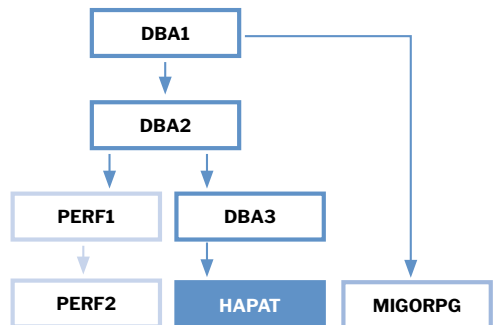 DBA1
DBA2
PERF1
DBA3
PERF2
HAPAT
MIGORPG